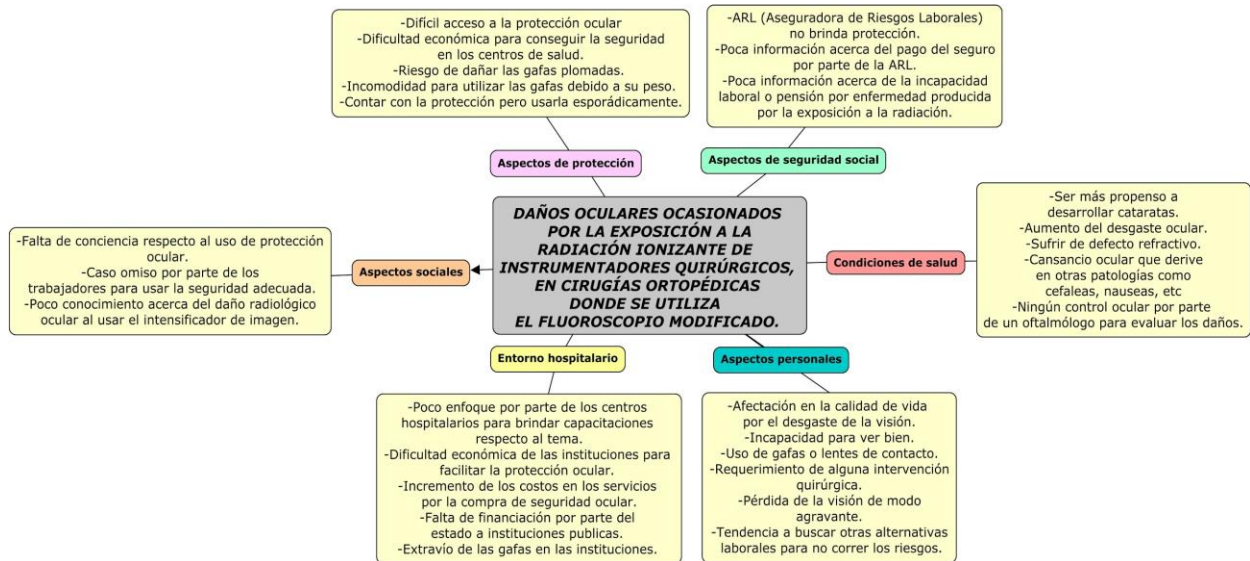 -Difícil acceso a la protección ocular
-Dificultad económica para conseguir la seguridad
en los centros de salud.
-Riesgo de dañar las gafas plomadas.
-Incomodidad para utilizar las gafas debido a su peso.
-Contar con la protección pero usarla esporádicamente.
-ARL (Aseguradora de Riesgos Laborales)
no brinda protección.
-Poca información acerca del pago del seguro
por parte de la ARL.
-Poca información acerca de la incapacidad
laboral o pensión por enfermedad producida
por la exposición a la radiación.
Aspectos de protección
Aspectos de seguridad social
DAÑOS OCULARES OCASIONADOS
POR LA EXPOSICIÓN A LA
RADIACIÓN IONIZANTE DE
INSTRUMENTADORES QUIRÚRGICOS,
EN CIRUGÍAS ORTOPÉDICAS
DONDE SE UTILIZA
EL FLUOROSCOPIO MODIFICADO.
-Falta de conciencia respecto al uso de protección
ocular.
-Caso omiso por parte de los
trabajadores para usar la seguridad adecuada.
-Poco conocimiento acerca del daño radiológico
ocular al usar el intensificador de imagen.
Aspectos sociales
Condiciones de salud
-Ser más propenso a
desarrollar cataratas.
-Aumento del desgaste ocular.
-Sufrir de defecto refractivo.
-Cansancio ocular que derive
en otras patologías como
cefaleas, nauseas, etc
-Ningún control ocular por parte
de un oftalmólogo para evaluar los daños.
Entorno hospitalario
Aspectos personales
-Poco enfoque por parte de los centros
hospitalarios para brindar capacitaciones
respecto al tema.
-Dificultad económica de las instituciones para
facilitar la protección ocular.
-Incremento de los costos en los servicios
por la compra de seguridad ocular.
-Falta de financiación por parte del
estado a instituciones publicas.
-Extravío de las gafas en las instituciones.
-Afectación en la calidad de vida
por el desgaste de la visión.
-Incapacidad para ver bien.
-Uso de gafas o lentes de contacto.
-Requerimiento de alguna intervención
quirúrgica.
-Pérdida de la visión de modo
agravante.
-Tendencia a buscar otras alternativas
laborales para no correr los riesgos.